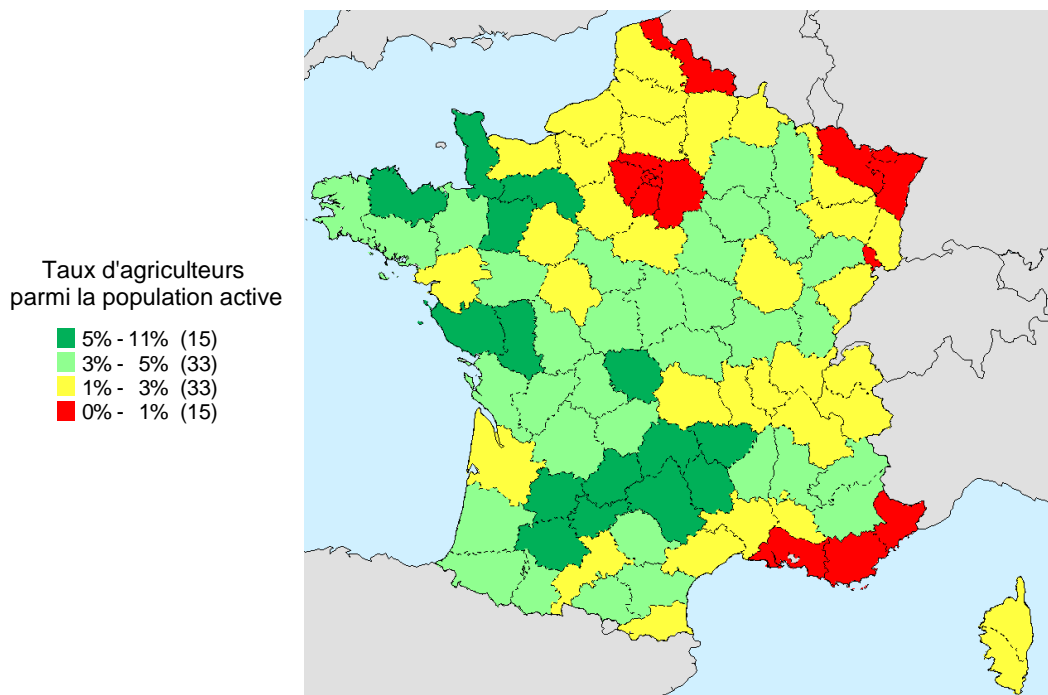 Taux d'agriculteurs
parmi la population active
5% - 11% (15)
3% - 5% (33)
1% - 3% (33)
0% - 1% (15)